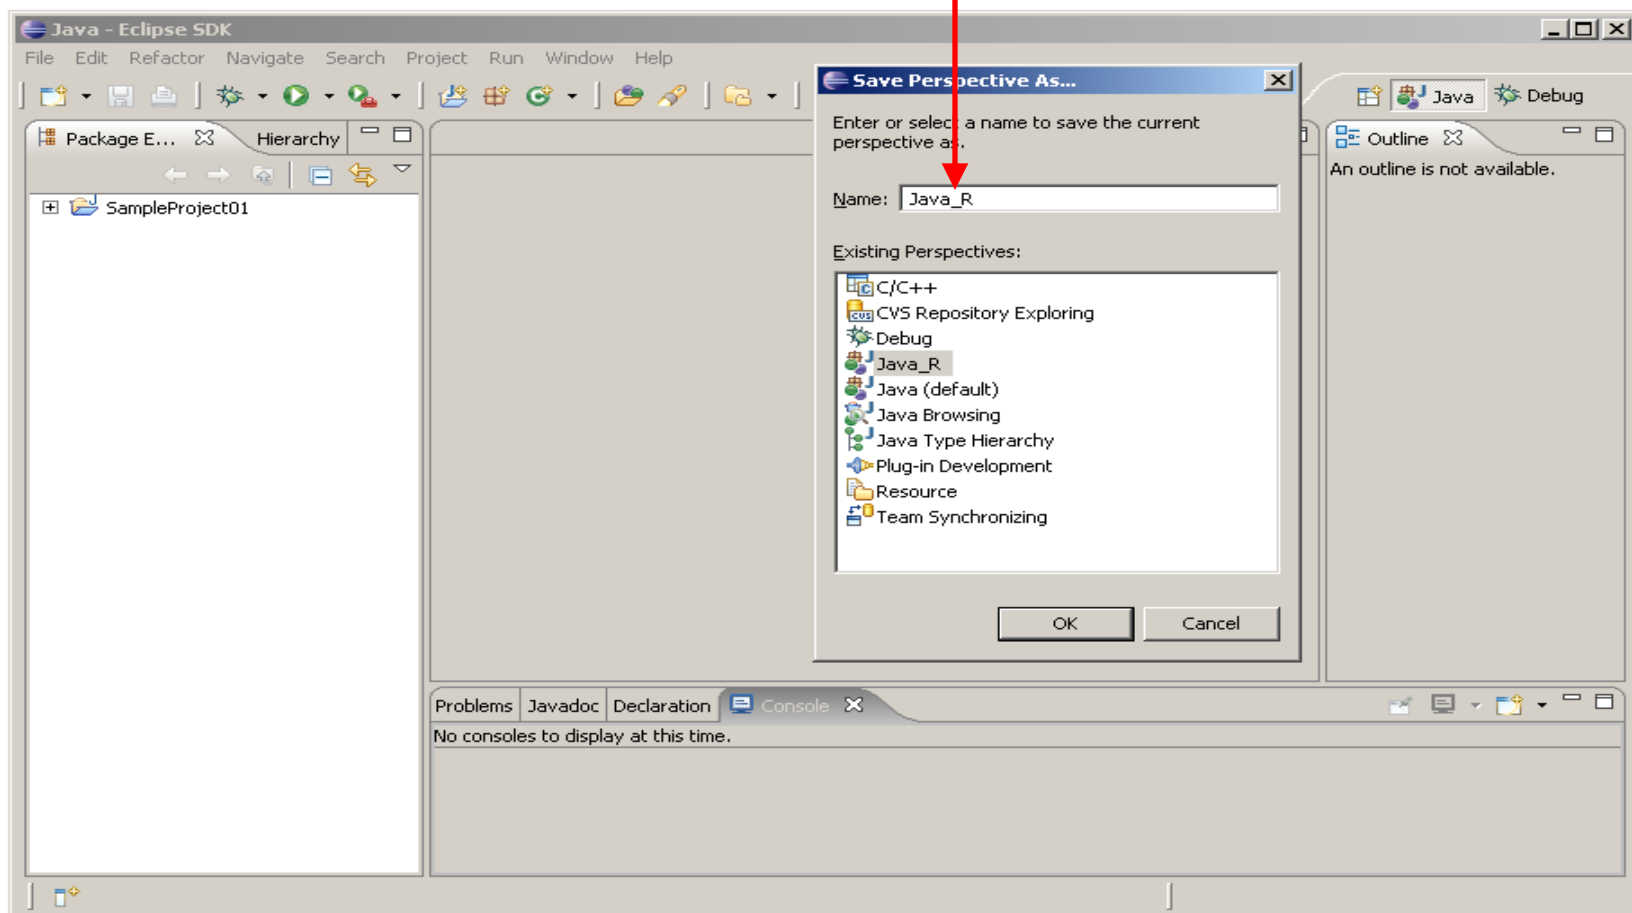 Java - Eclipse SDK
File Edit Refactor Navigate Search Project Run Window Help
Java Debug
Package E... Hierarchy
SampleProject01
Save Perspective As...
Enter or select a name to save the current
perspective as.
Name: Java_R
Existing Perspectives:
C/C++
CVS Repository Exploring
Debug
Java_R
Java (default)
Java Browsing
Java Type Hierarchy
Plug-in Development
Resource
Team Synchronizing
OK Cancel
Outline
An outline is not available.
Problems Javadoc Declaration Console
No consoles to display at this time.